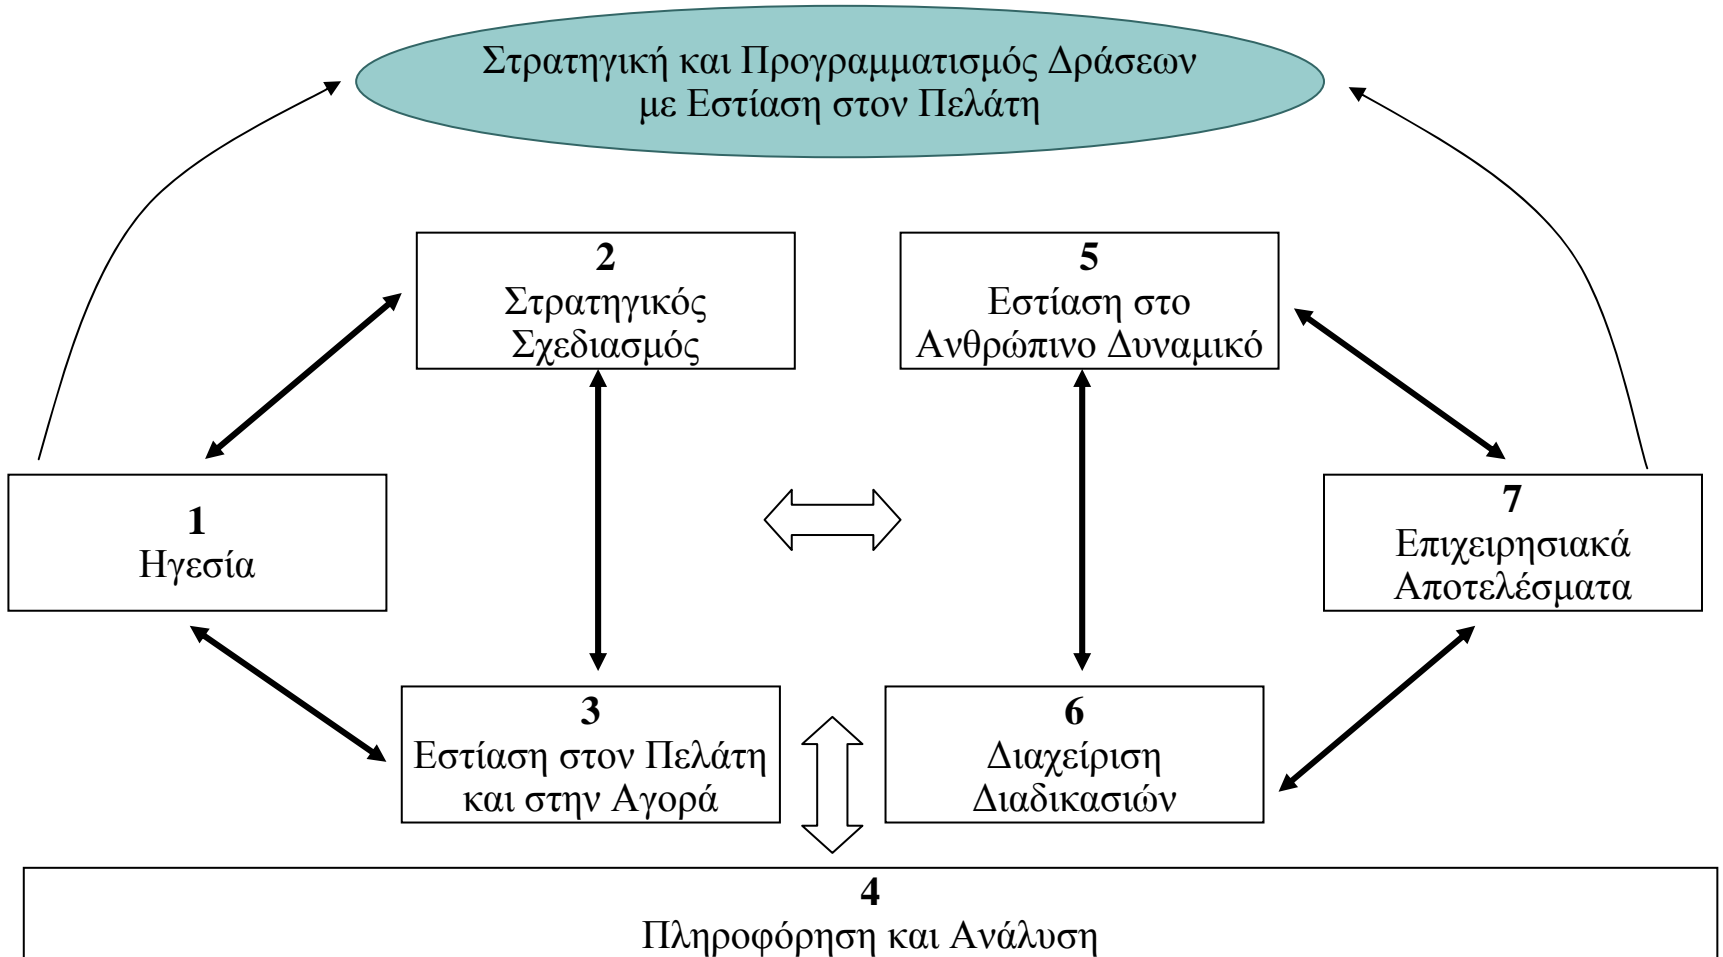 Στρατηγική και Προγραμματισμός Δράσεων
με Εστίαση στον Πελάτη
2
Στρατηγικός
Σχεδιασμός
5
Εστίαση στο
Ανθρώπινο Δυναμικό
1
Ηγεσία
7
Επιχειρησιακά
Αποτελέσματα
3
Εστίαση στον Πελάτη
και στην Αγορά
6
Διαχείριση
Διαδικασιών
4
Πληροφόρηση και Ανάλυση